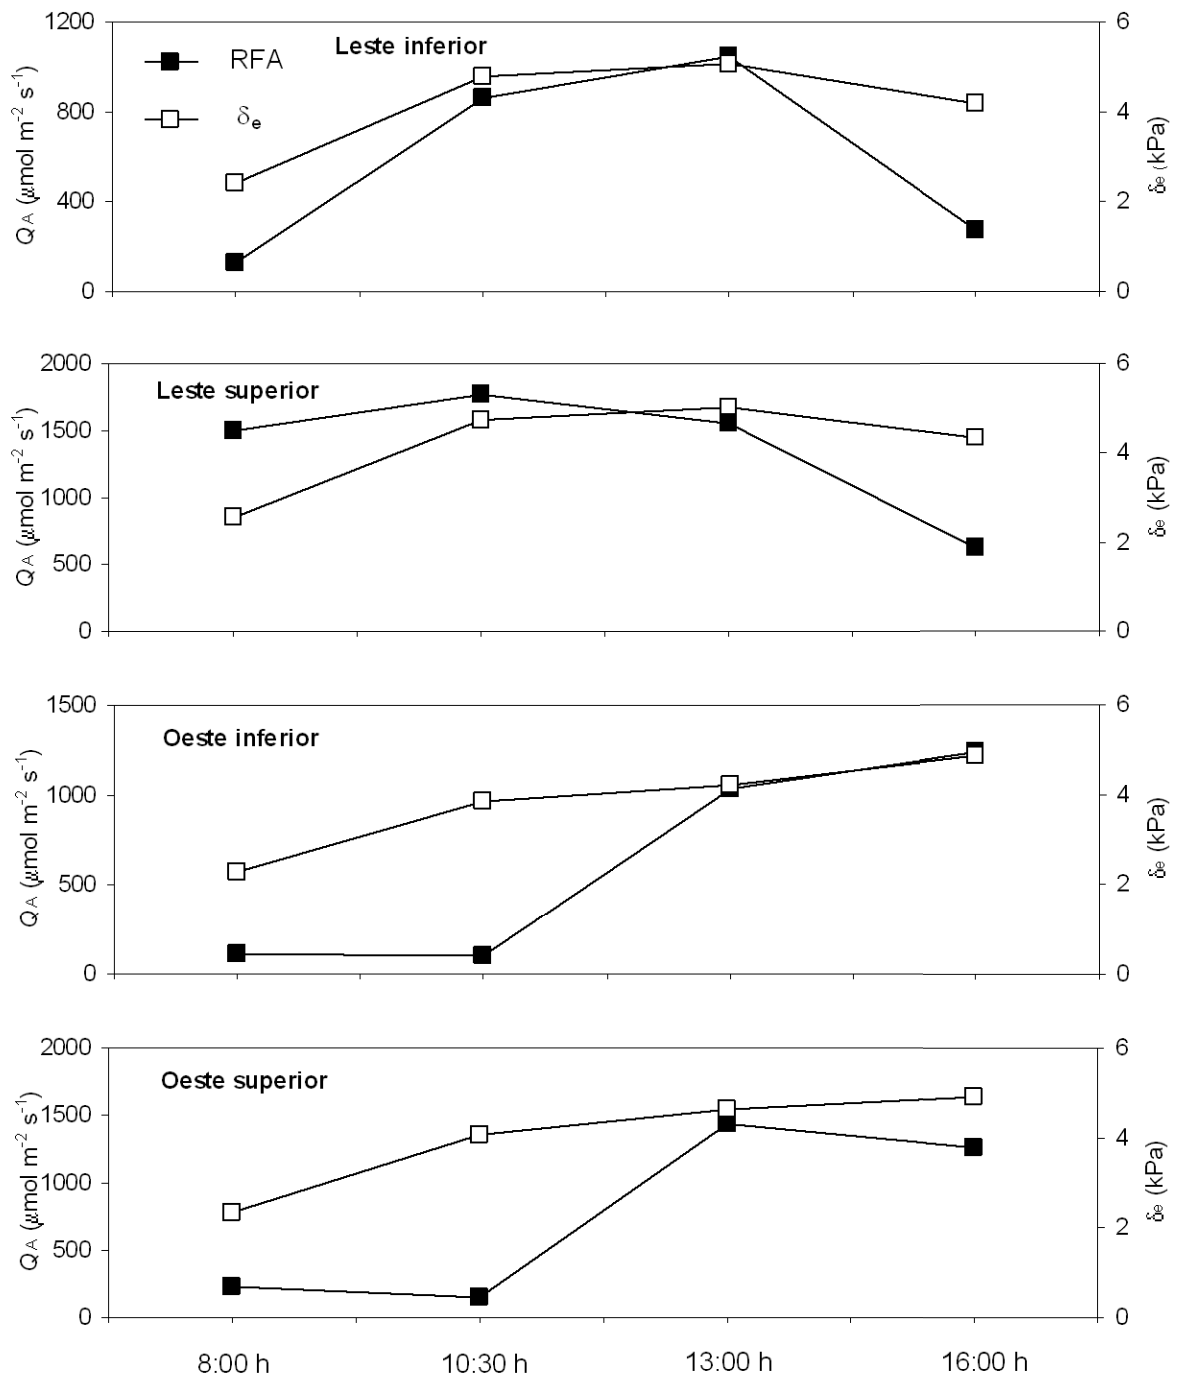 Leste inferior
RFA
δe
1200
800
400
0
6
4
2
0
QA (μmol m-2 s-1)
δe (kPa)
Leste superior
2000
1500
1000
500
0
6
4
2
0
QA (μmol m-2 s-1)
δe (kPa)
Oeste inferior
1500
1000
500
0
6
4
2
0
QA (μmol m-2 s-1)
δe (kPa)
Oeste superior
2000
1500
1000
500
0
6
4
2
0
QA (μmol m-2 s-1)
δe (kPa)
8:00 h 10:30 h 13:00 h 16:00 h